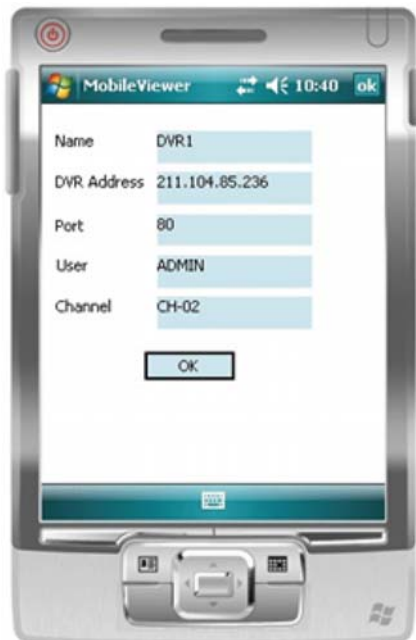 MobileViewer 10:40 ok
Name DVR1
DVR Address 211.104.85.236
Port 80
User ADMIN
Channel CH-02
OK